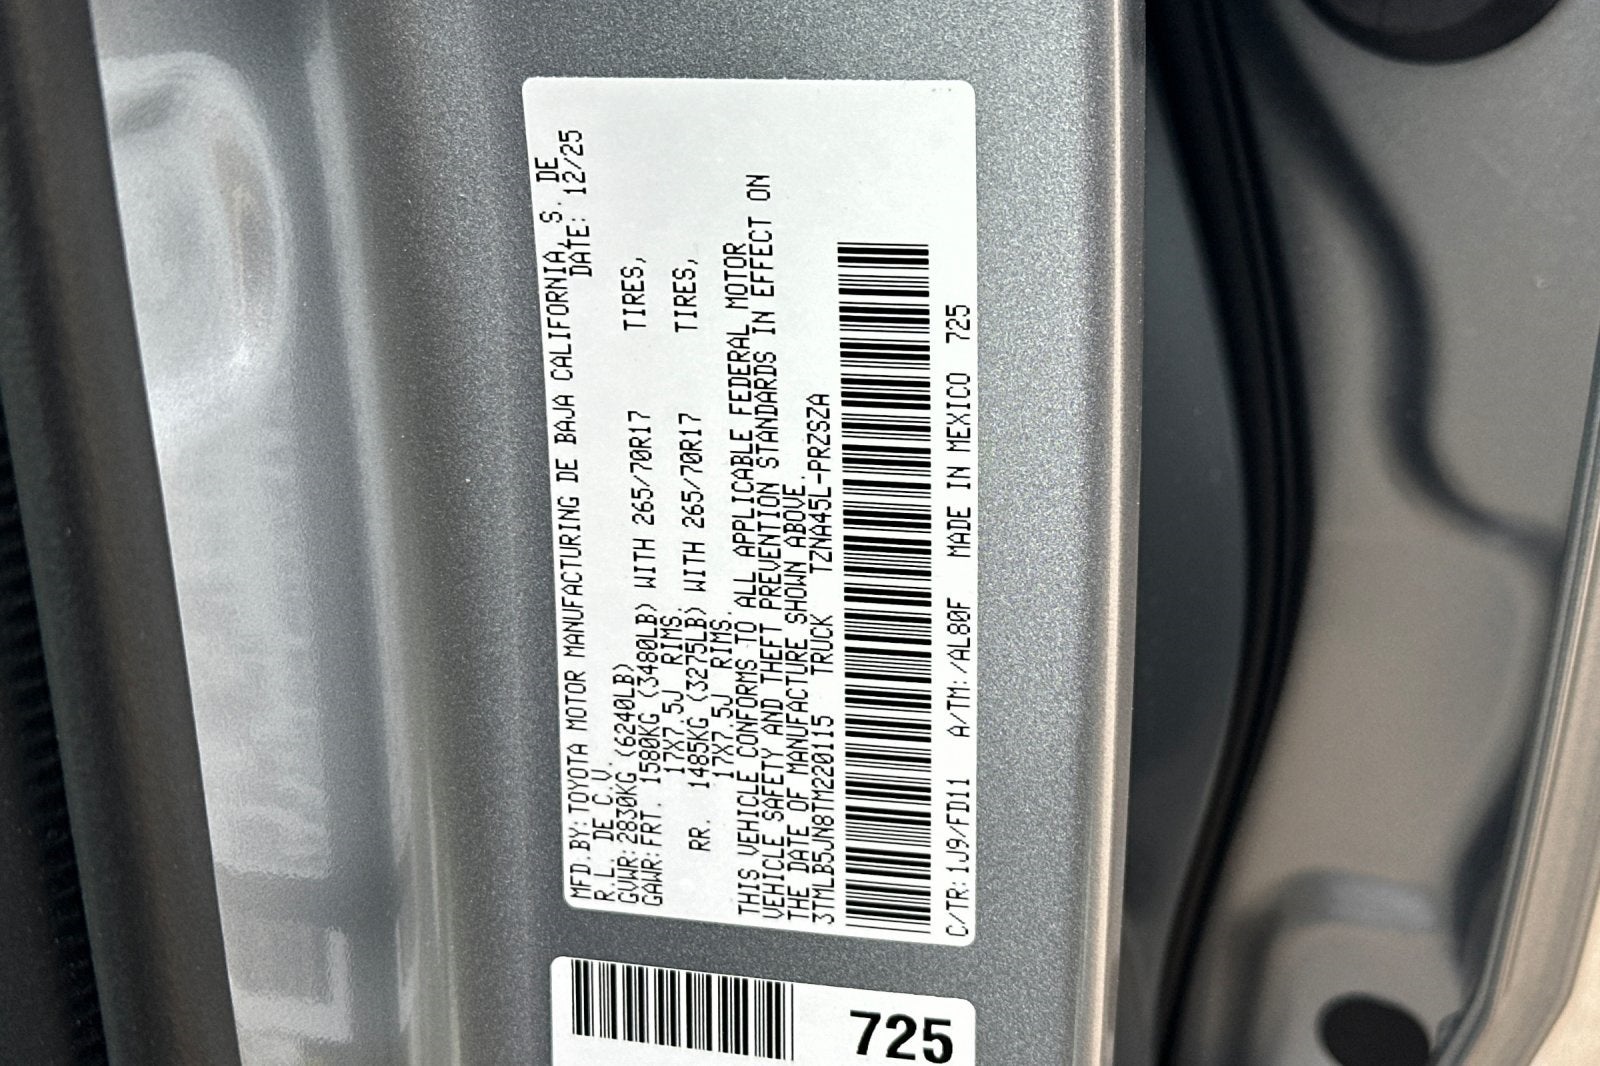 MFD.BY:TOYOTA MOTOR MANUFACTURING DE BAJA CALIFORNIA, S. DE
R.L. DE C.V. DATE: 12/25
GVWR:2830KG (6240LB)
GAWR:FRT. 1580KG (3480LB) WITH 265/70R17 TIRES,
17X7.5J RIMS.
RR. 1485KG (3275LB) WITH 265/70R17 TIRES,
17X7.5J RIMS.
THIS VEHICLE CONFORMS TO ALL APPLICABLE FEDERAL MOTOR
VEHICLE SAFETY AND THEFT PREVENTION STANDARDS IN EFFECT ON
THE DATE OF MANUFACTURE SHOWN ABOVE.
3TMLB5JN8TM220115 TRUCK TZNA45L-PRZSZA
C/TR:1J9/FD11 A/TM:/AL80F MADE IN MEXICO 725
725